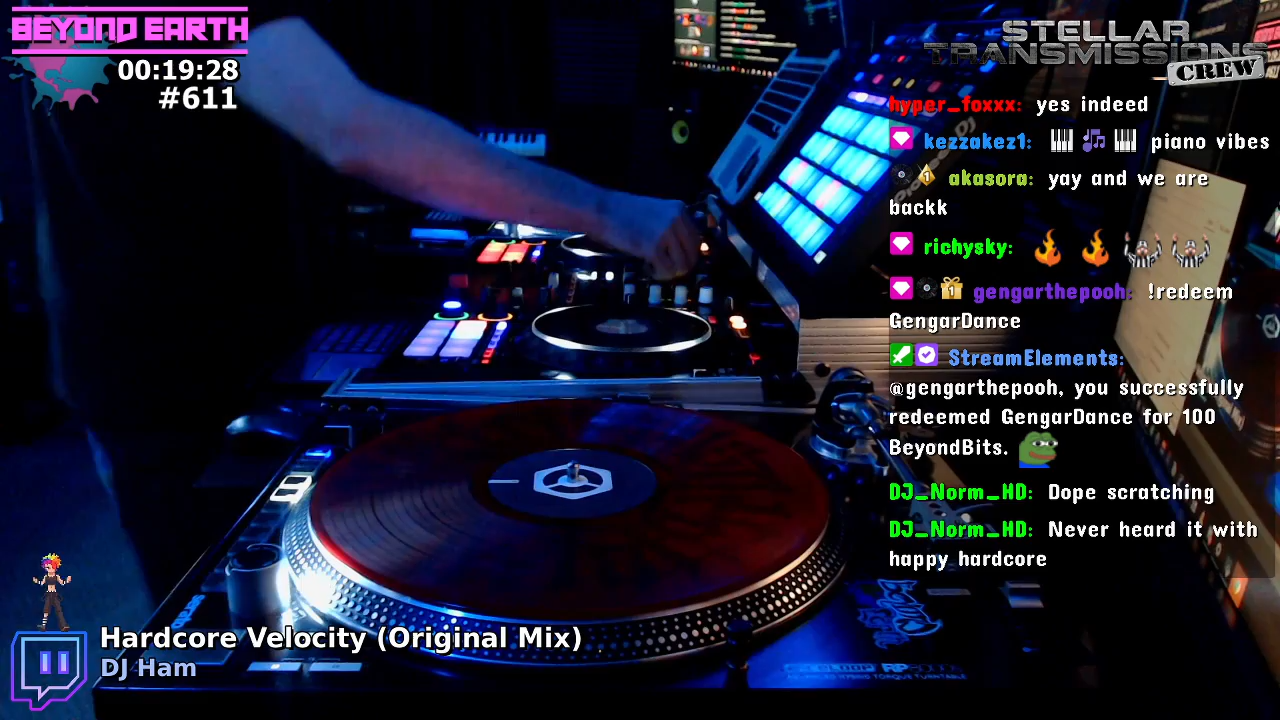 BEYOND EARTH
00:19:28
#611
STELLAR
TRANSMISSIONS
CREW
hyper_foxxx: yes indeed
kezzakez1: piano vibes
akasora: yay and we are
backk
richysky:
gengarthepooh: !redeem
GengarDance
StreamElements:
@gengarthepooh, you successfully
redeemed GengarDance for 100
BeyondBits.
DJ_Norm_HD: Dope scratching
DJ_Norm_HD: Never heard it with
happy hardcore
Hardcore Velocity (Original Mix)
DJ Ham